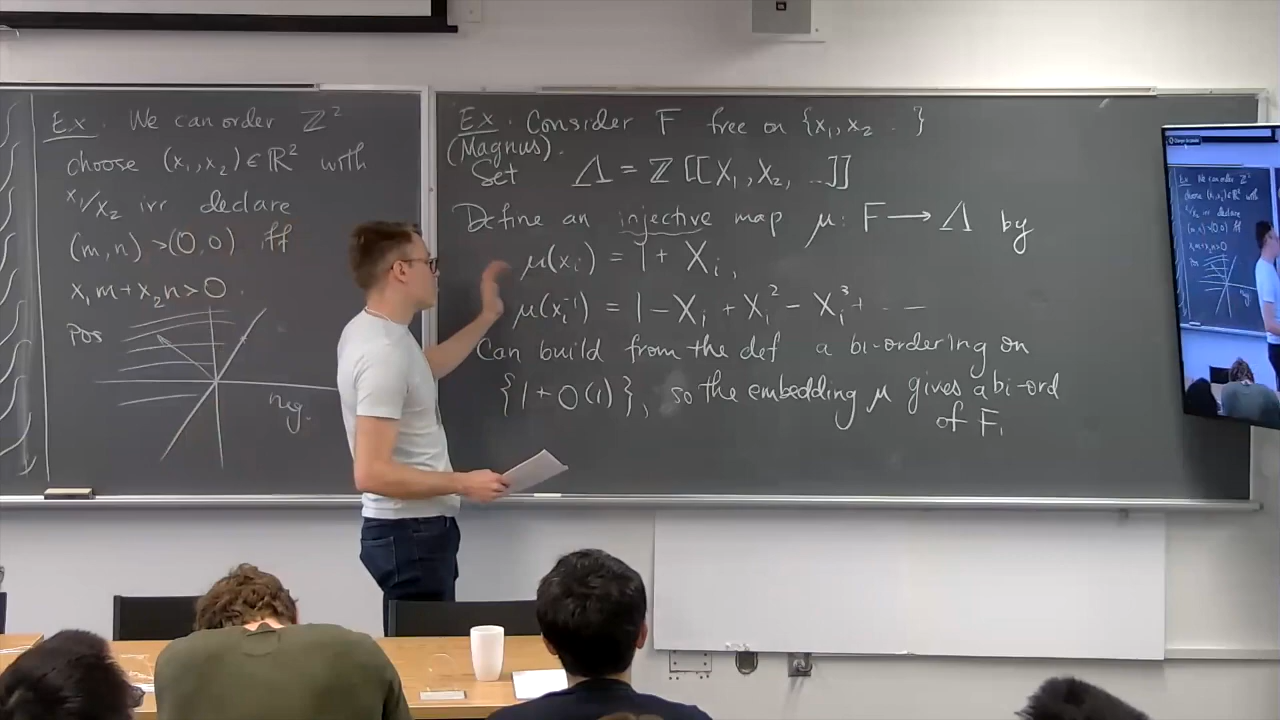 Ex. We can order ℤ²
choose (x₁,x₂) ∈ ℝ² with
x₁/x₂ irr declare
(m,n) >(0,0) iff
x₁m + x₂n > 0.
pos
neg.
Ex. Consider F free on {x₁, x₂ . }
(Magnus).
Set Λ = ℤ[[X₁, X₂, ...]]
Define an injective map μ: F → Λ by
μ(xᵢ) = 1 + Xᵢ,
μ(xᵢ⁻¹) = 1 - Xᵢ + Xᵢ² - Xᵢ³ + - —
Can build from the def a bi-ordering on
{1 + O(1)}, so the embedding μ gives a bi-ord
of F.